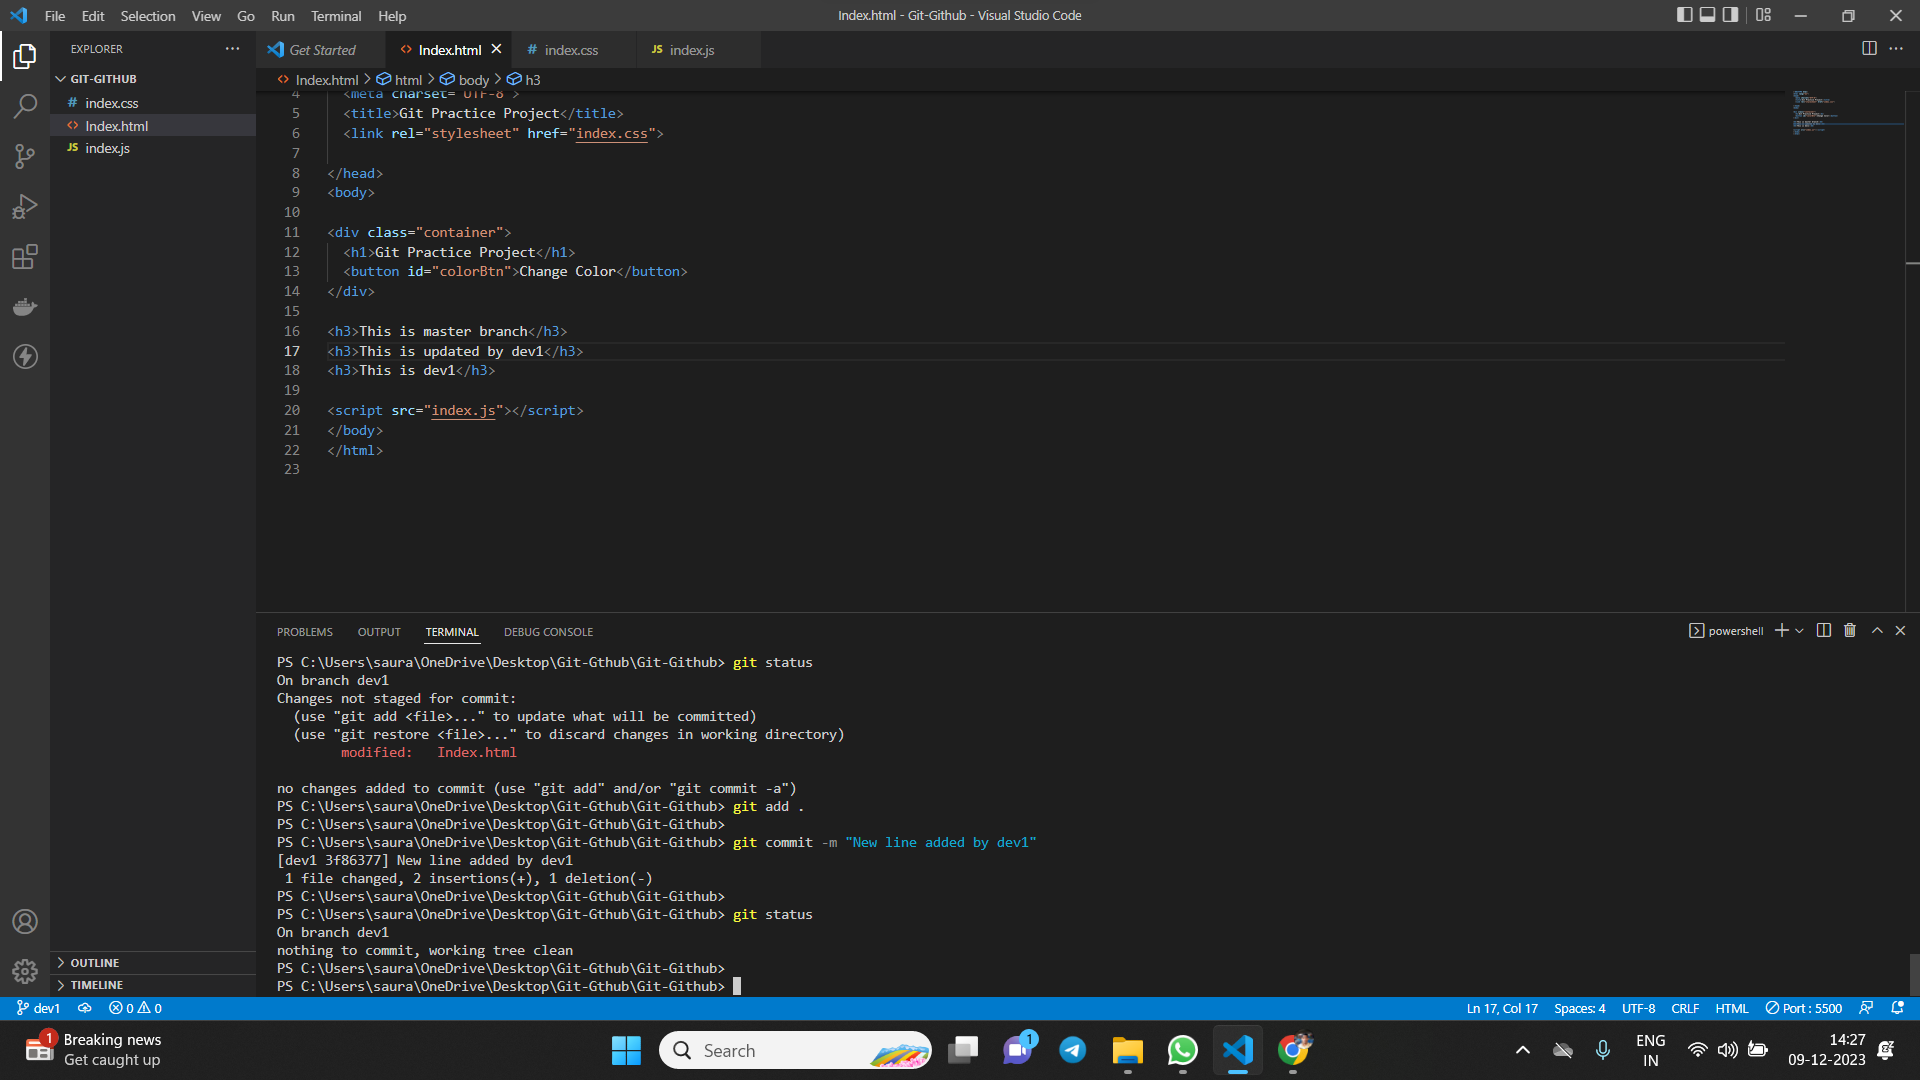 File Edit Selection View Go Run Terminal Help
Index.html - Git-Github - Visual Studio Code
EXPLORER
GIT-GITHUB
# index.css
<> Index.html
JS index.js
OUTLINE
TIMELINE
Get Started
<> Index.html
# index.css
JS index.js
<> Index.html > html > body > h3
4 <meta charset="UTF-8">
5 <title>Git Practice Project</title>
6 <link rel="stylesheet" href="index.css">
7
8 </head>
9 <body>
10
11 <div class="container">
12 <h1>Git Practice Project</h1>
13 <button id="colorBtn">Change Color</button>
14 </div>
15
16 <h3>This is master branch</h3>
17 <h3>This is updated by dev1</h3>
18 <h3>This is dev1</h3>
19
20 <script src="index.js"></script>
21 </body>
22 </html>
23
PROBLEMS OUTPUT TERMINAL DEBUG CONSOLE
powershell
PS C:\Users\saura\OneDrive\Desktop\Git-Gthub\Git-Github> git status
On branch dev1
Changes not staged for commit:
(use "git add <file>..." to update what will be committed)
(use "git restore <file>..." to discard changes in working directory)
modified: Index.html
no changes added to commit (use "git add" and/or "git commit -a")
PS C:\Users\saura\OneDrive\Desktop\Git-Gthub\Git-Github> git add .
PS C:\Users\saura\OneDrive\Desktop\Git-Gthub\Git-Github>
PS C:\Users\saura\OneDrive\Desktop\Git-Gthub\Git-Github> git commit -m "New line added by dev1"
[dev1 3f86377] New line added by dev1
1 file changed, 2 insertions(+), 1 deletion(-)
PS C:\Users\saura\OneDrive\Desktop\Git-Gthub\Git-Github>
PS C:\Users\saura\OneDrive\Desktop\Git-Gthub\Git-Github> git status
On branch dev1
nothing to commit, working tree clean
PS C:\Users\saura\OneDrive\Desktop\Git-Gthub\Git-Github>
PS C:\Users\saura\OneDrive\Desktop\Git-Gthub\Git-Github>
dev1 0 0
Ln 17, Col 17 Spaces: 4 UTF-8 CRLF HTML Port : 5500
1
Breaking news
Get caught up
Search
1
ENG
IN
14:27
09-12-2023